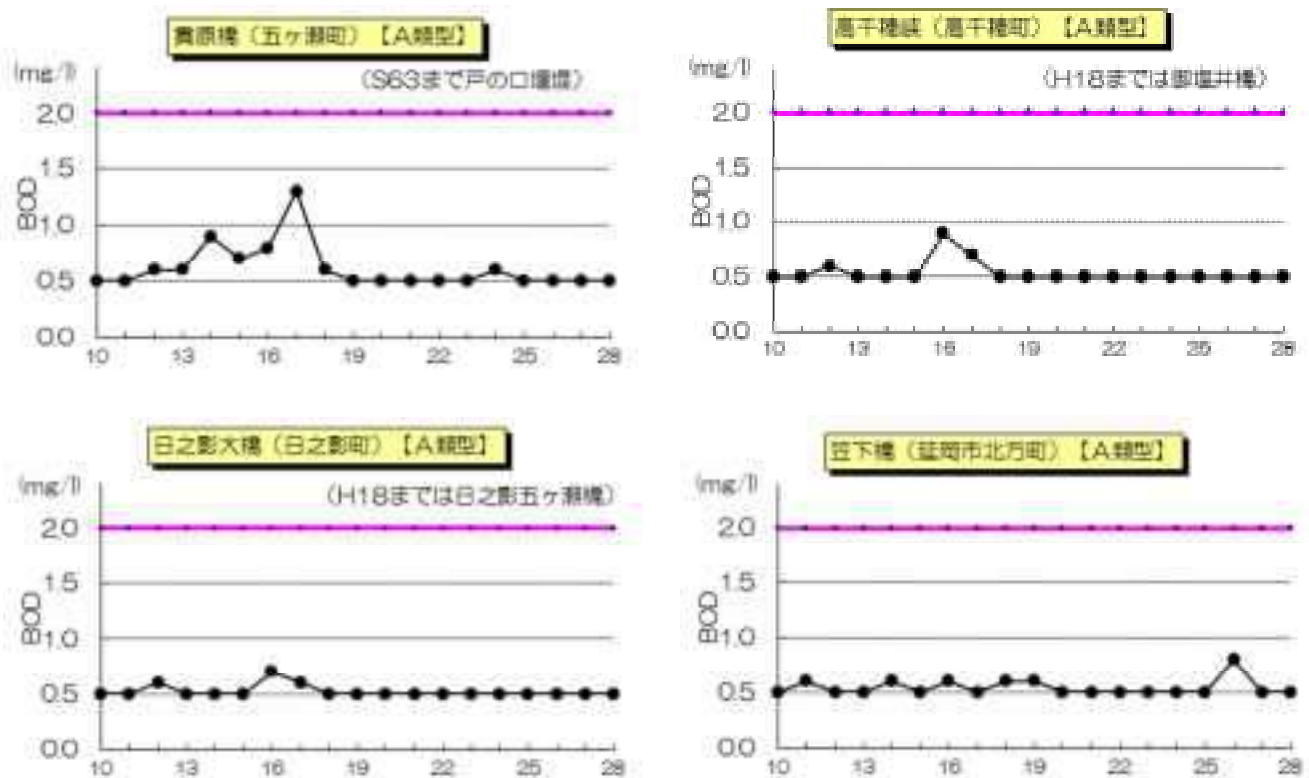 貫原橋（五ヶ瀬町）【A類型】
(mg/l)
（S63まで戸の口堰堤）
2.0
1.5
BOD
1.0
0.5
0.0
10 13 16 19 22 25 28
高千穂峡（高千穂町）【A類型】
(mg/l)
（H18までは御塩井橋）
2.0
1.5
BOD
1.0
0.5
0.0
10 13 16 19 22 25 28
日之影大橋（日之影町）【A類型】
(mg/l)
（H18までは日之影五ヶ瀬橋）
2.0
1.5
BOD
1.0
0.5
0.0
10 13 16 19 22 25 28
笠下橋（延岡市北方町）【A類型】
(mg/l)
2.0
1.5
BOD
1.0
0.5
0.0
10 13 16 19 22 25 28